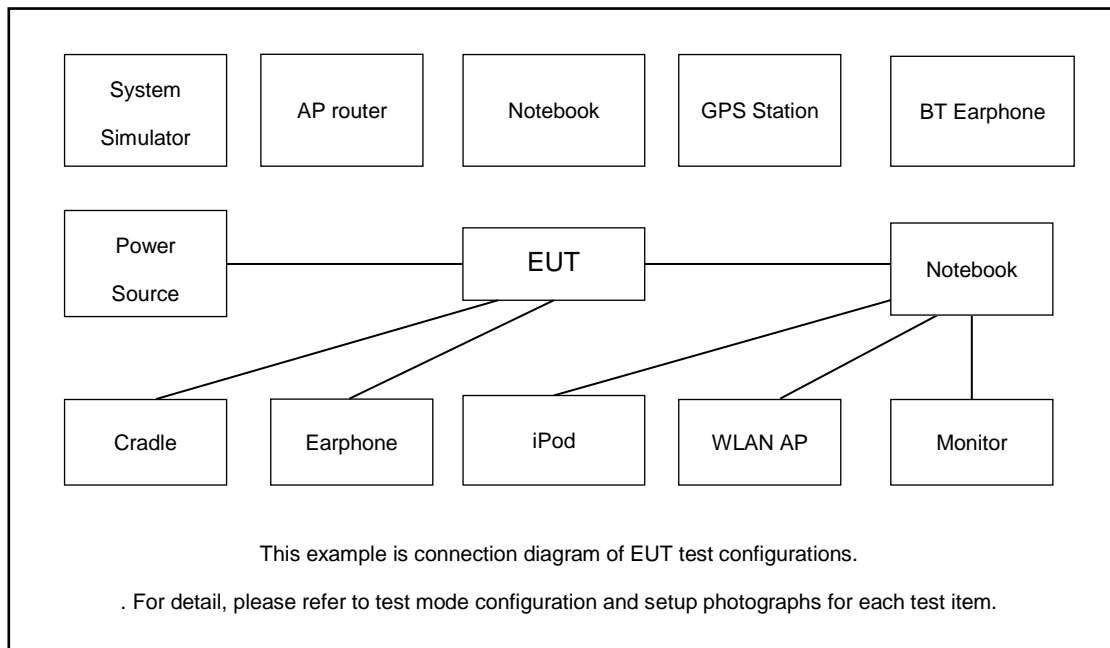 System
Simulator
AP router
Notebook
GPS Station
BT Earphone
Power
Source
EUT
Notebook
Cradle
Earphone
iPod
WLAN AP
Monitor
This example is connection diagram of EUT test configurations.
. For detail, please refer to test mode configuration and setup photographs for each test item.